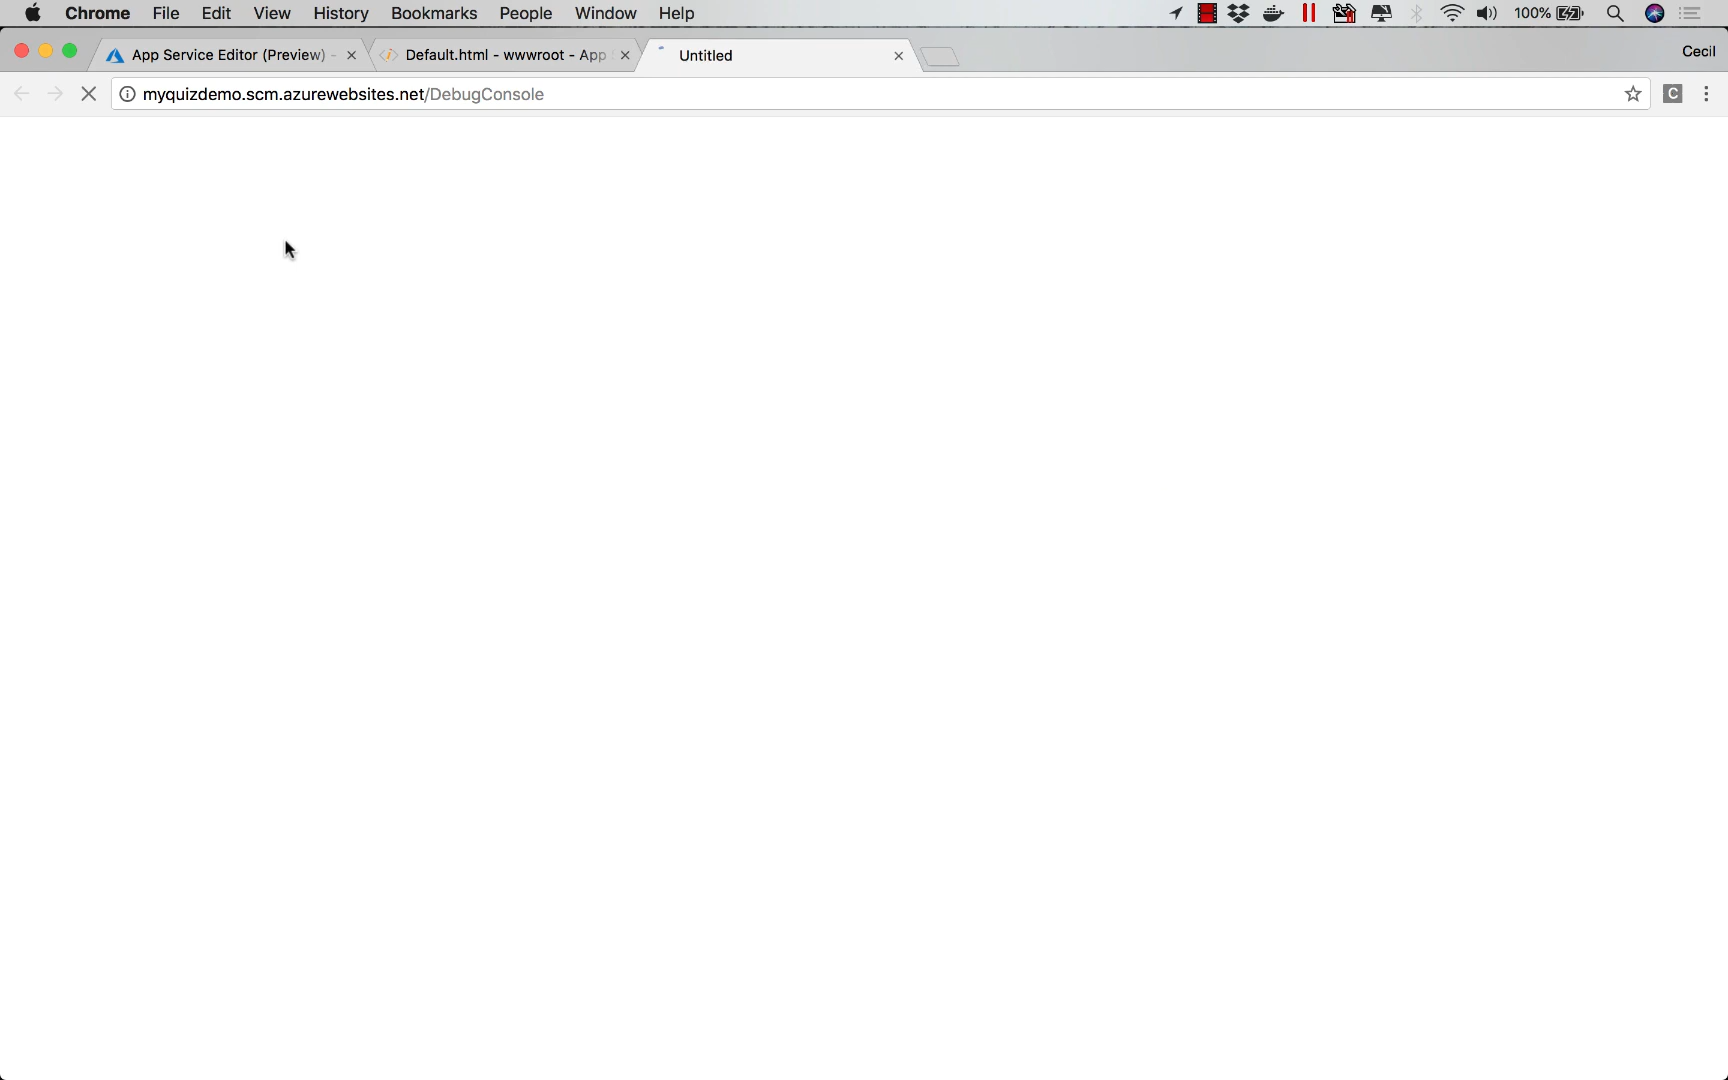 Chrome File Edit View History Bookmarks People Window Help 100%
App Service Editor (Preview) - Default.html - wwwroot - App Untitled Cecil
myquizdemo.scm.azurewebsites.net/DebugConsole C